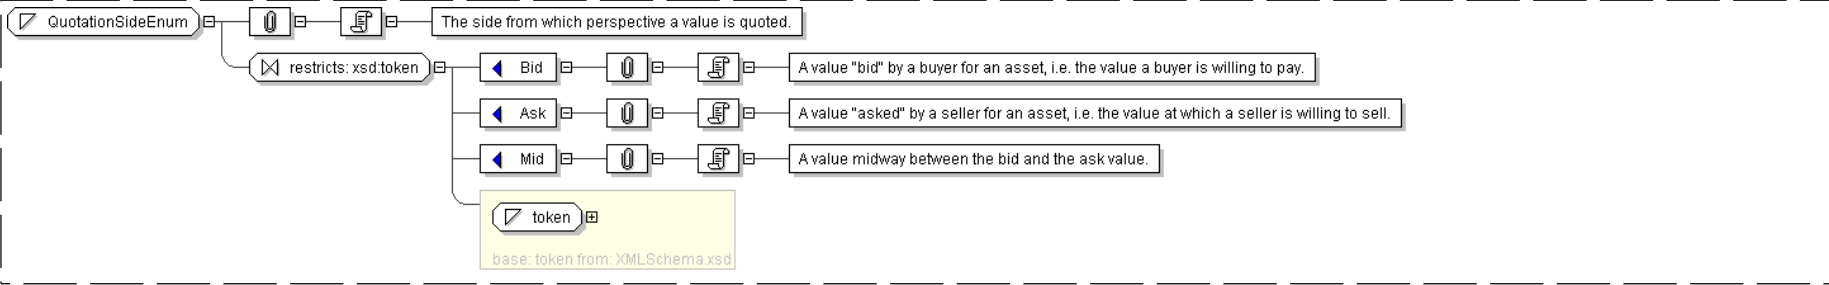 QuotationSideEnum The side from which perspective a value is quoted.
restricts: xsd:token Bid A value "bid" by a buyer for an asset, i.e. the value a buyer is willing to pay.
Ask A value "asked" by a seller for an asset, i.e. the value at which a seller is willing to sell.
Mid A value midway between the bid and the ask value.
token
base: token from: XMLSchema.xsd